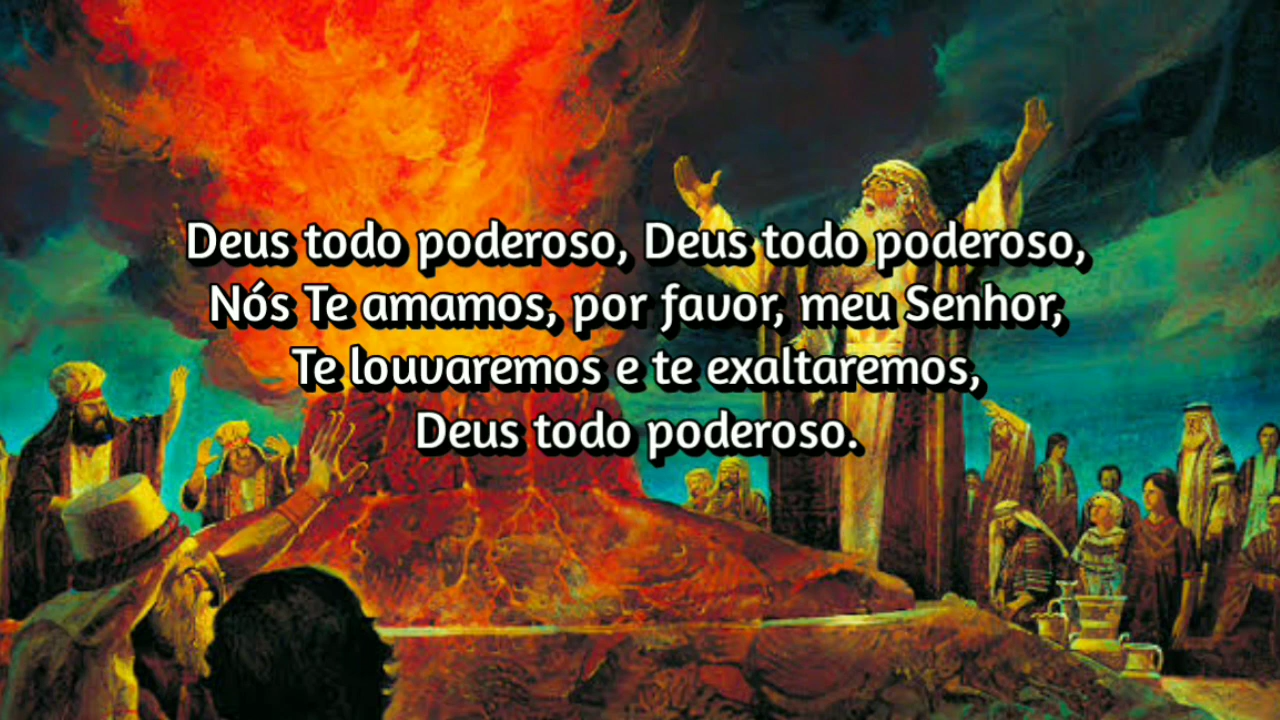 Deus todo poderoso, Deus todo poderoso,
Nós Te amamos, por favor, meu Senhor,
Te louvaremos e te exaltaremos,
Deus todo poderoso.